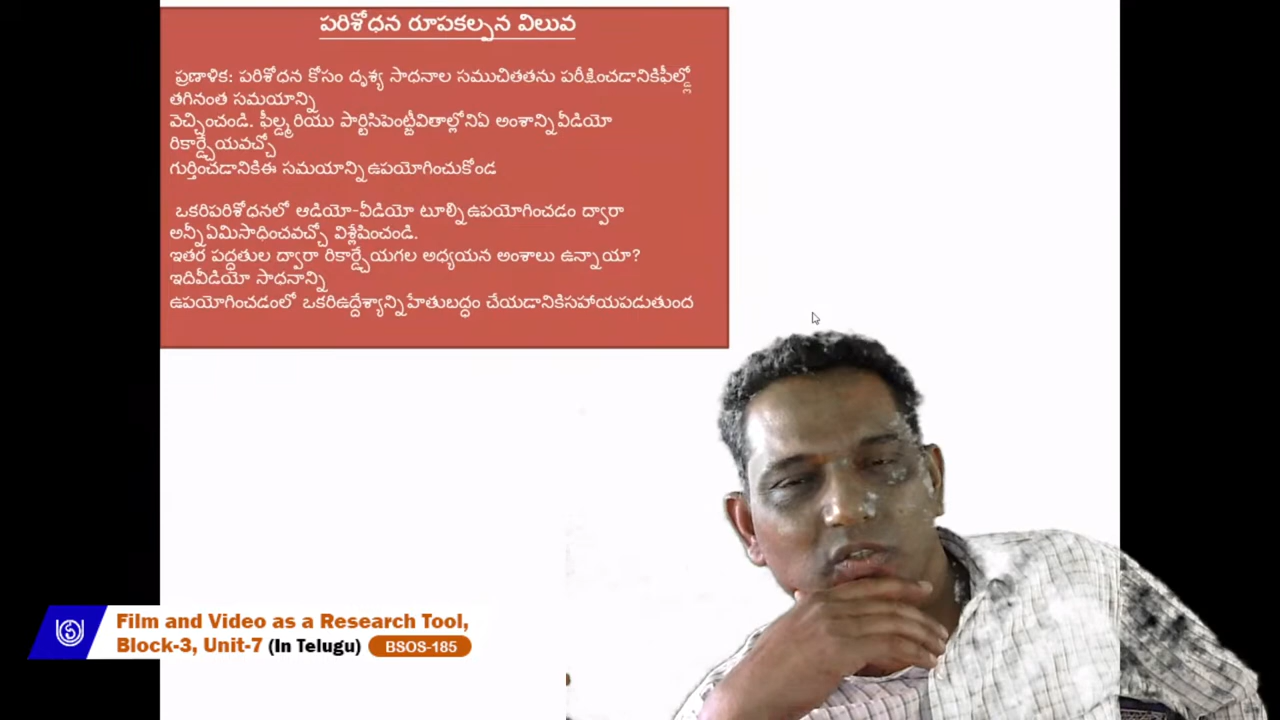 పరిశోధన రూపకల్పన విలువ
ప్రణాళిక: పరిశోధన కోసం దృశ్య సాధనాల సముచితతను పరీక్షించడానికిఫీల్డ్లో
తగినంత సమయాన్ని
వెచ్చించండి. ఫీల్డ్మరియు పార్టిసిపెంట్జీవితాల్లోనిఏ అంశాన్నివీడియో
రికార్డ్చేయవచ్చో
గుర్తించడానికిఈ సమయాన్నిఉపయోగించుకోండ
ఒకరిపరిశోధనలో ఆడియో-వీడియో టూల్నిఉపయోగించడం ద్వారా
అన్నీఏమిసాధించవచ్చో విశ్లేషించండి.
ఇతర పద్ధతుల ద్వారా రికార్డ్చేయగల అధ్యయన అంశాలు ఉన్నాయా?
ఇదివీడియో సాధనాన్ని
ఉపయోగించడంలో ఒకరిఉద్దేశ్యాన్నిహేతుబద్ధం చేయడానికిసహాయపడుతుంద
Film and Video as a Research Tool,
Block-3, Unit-7 (In Telugu) BSOS-185